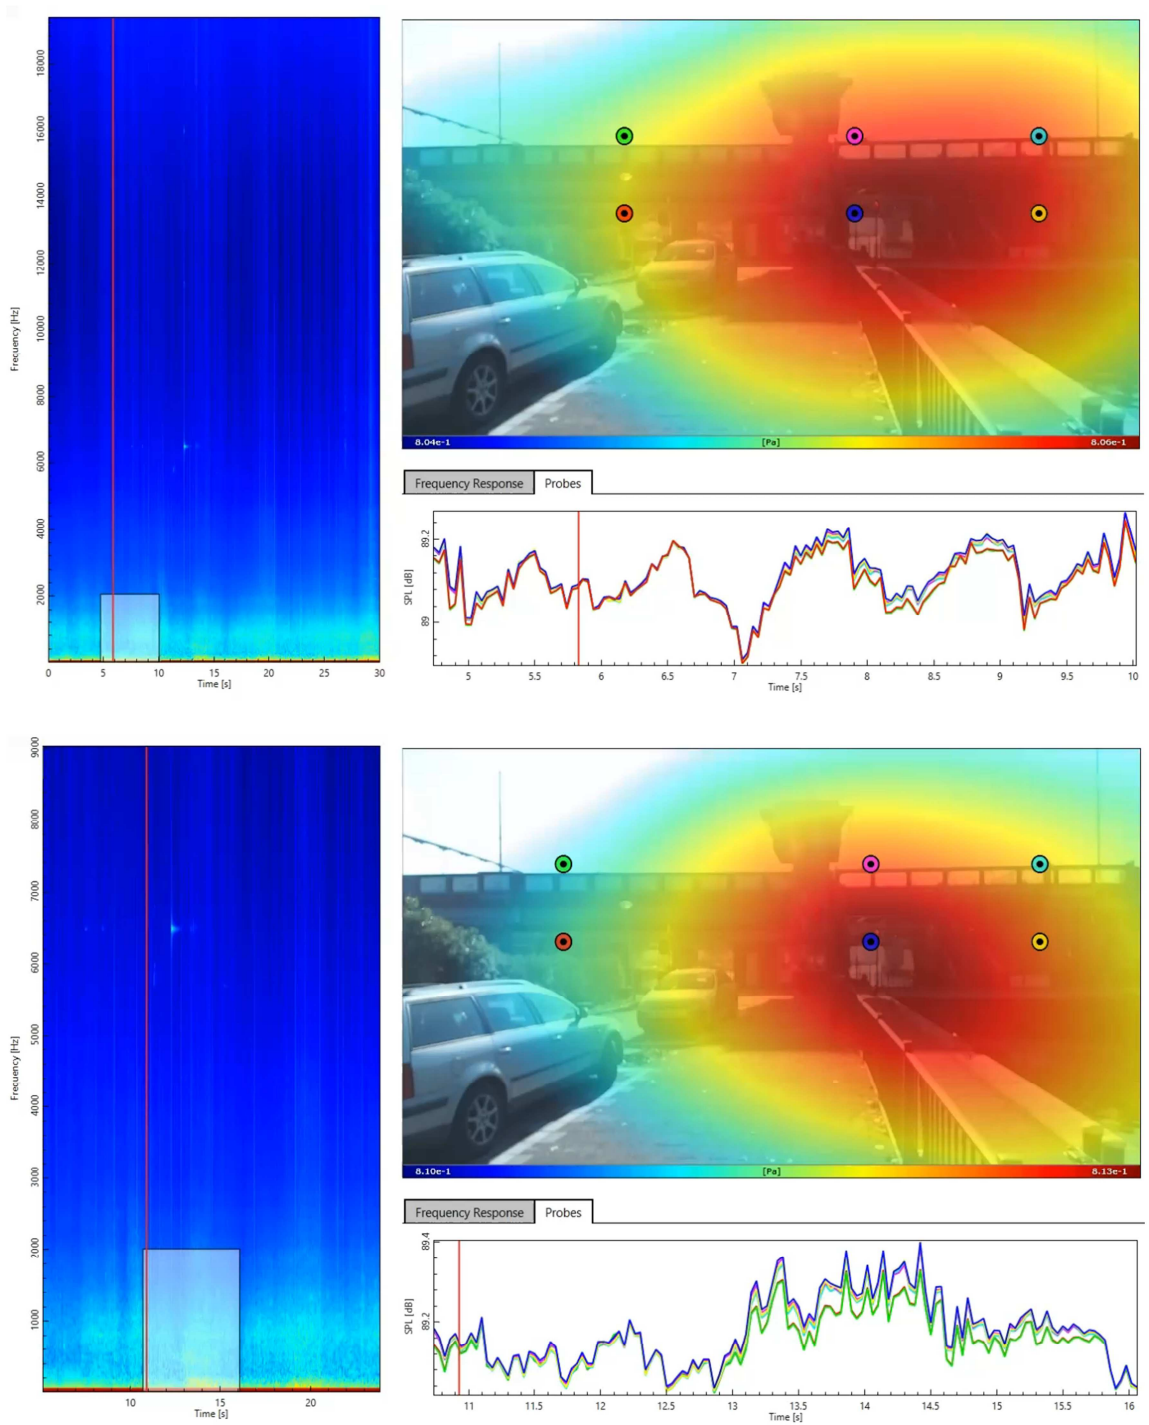 18000
16000
14000
12000
10000
8000
6000
4000
2000
Frecuency [Hz]
0 5 10 15 20 25 30
Time [s]
8.04e-1 [Pa] 8.06e-1
Frequency Response Probes
89.2
89
SPL [dB]
5 5.5 6 6.5 7 7.5 8 8.5 9 9.5 10
Time [s]
9000
8000
7000
6000
5000
4000
3000
2000
1000
Frecuency [Hz]
10 20
Time [s]
8.10e-1 [Pa] 8.13e-1
Frequency Response Probes
89.4
89.2
SPL [dB]
11 11.5 12 12.5 13 13.5 14 14.5 15 15.5 16
Time [s]